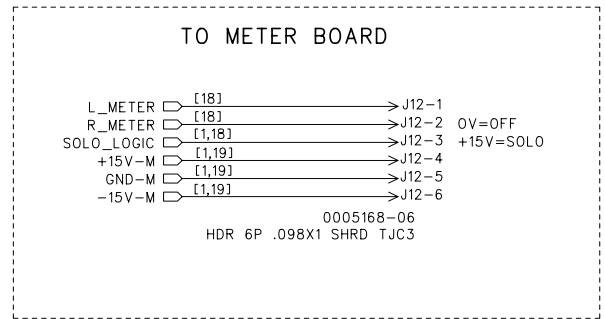 TO METER BOARD
L_METER [18] J12-1
R_METER [18] J12-2 0V=OFF
SOLO_LOGIC [1,18] J12-3 +15V=SOLO
+15V-M [1,19] J12-4
GND-M [1,19] J12-5
-15V-M [1,19] J12-6
0005168-06
HDR 6P .098X1 SHRD TJC3